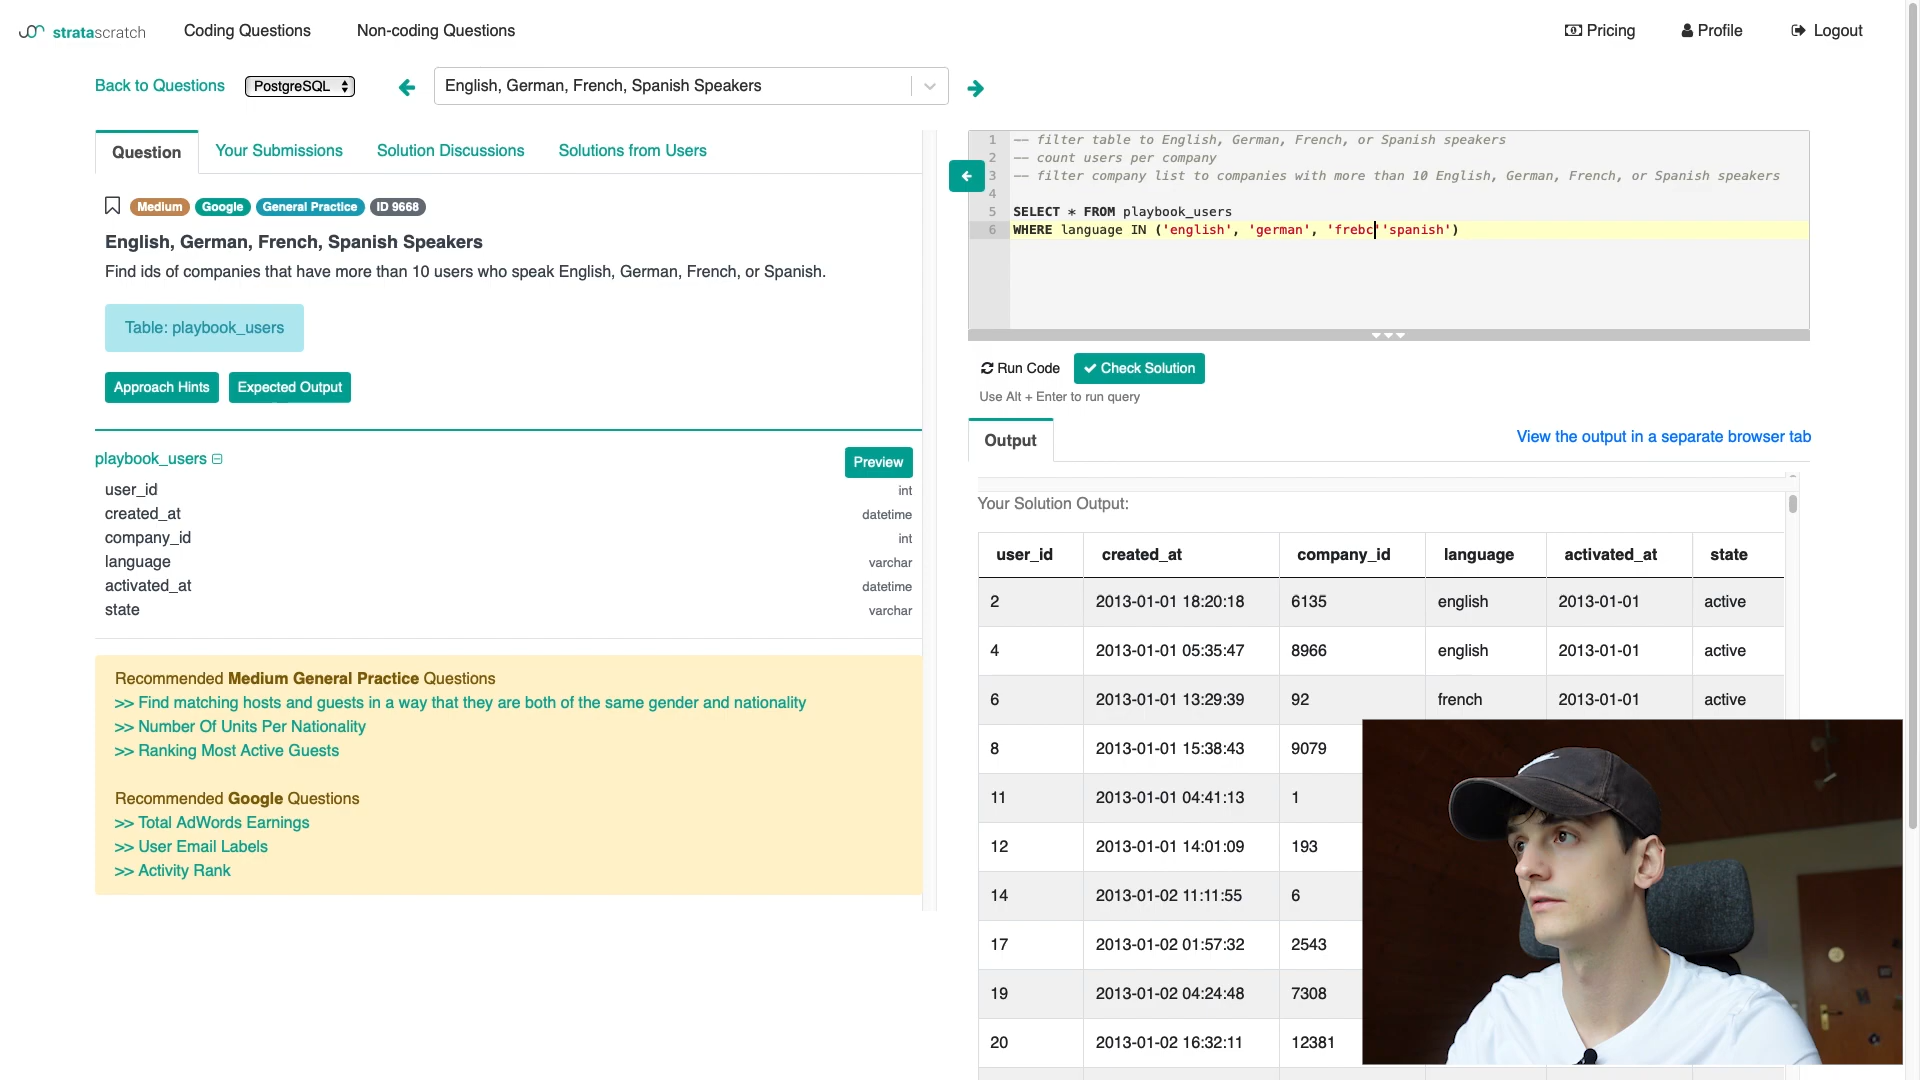 stratascratch
Coding Questions
Non-coding Questions
Pricing
Profile
Logout
Back to Questions
PostgreSQL
English, German, French, Spanish Speakers
Question
Your Submissions
Solution Discussions
Solutions from Users
Medium
Google
General Practice
ID 9668
English, German, French, Spanish Speakers
Find ids of companies that have more than 10 users who speak English, German, French, or Spanish.
Table: playbook_users
Approach Hints
Expected Output
playbook_users
Preview
user_id int
created_at datetime
company_id int
language varchar
activated_at datetime
state varchar
Recommended Medium General Practice Questions
>> Find matching hosts and guests in a way that they are both of the same gender and nationality
>> Number Of Units Per Nationality
>> Ranking Most Active Guests
Recommended Google Questions
>> Total AdWords Earnings
>> User Email Labels
>> Activity Rank
1 -- filter table to English, German, French, or Spanish speakers
2 -- count users per company
3 -- filter company list to companies with more than 10 English, German, French, or Spanish speakers
4
5 SELECT * FROM playbook_users
6 WHERE language IN ('english', 'german', 'frebc''spanish')
Run Code
Check Solution
Use Alt + Enter to run query
Output
View the output in a separate browser tab
Your Solution Output:
user_id created_at company_id language activated_at state
2 2013-01-01 18:20:18 6135 english 2013-01-01 active
4 2013-01-01 05:35:47 8966 english 2013-01-01 active
6 2013-01-01 13:29:39 92 french 2013-01-01 active
8 2013-01-01 15:38:43 9079
11 2013-01-01 04:41:13 1
12 2013-01-01 14:01:09 193
14 2013-01-02 11:11:55 6
17 2013-01-02 01:57:32 2543
19 2013-01-02 04:24:48 7308
20 2013-01-02 16:32:11 12381